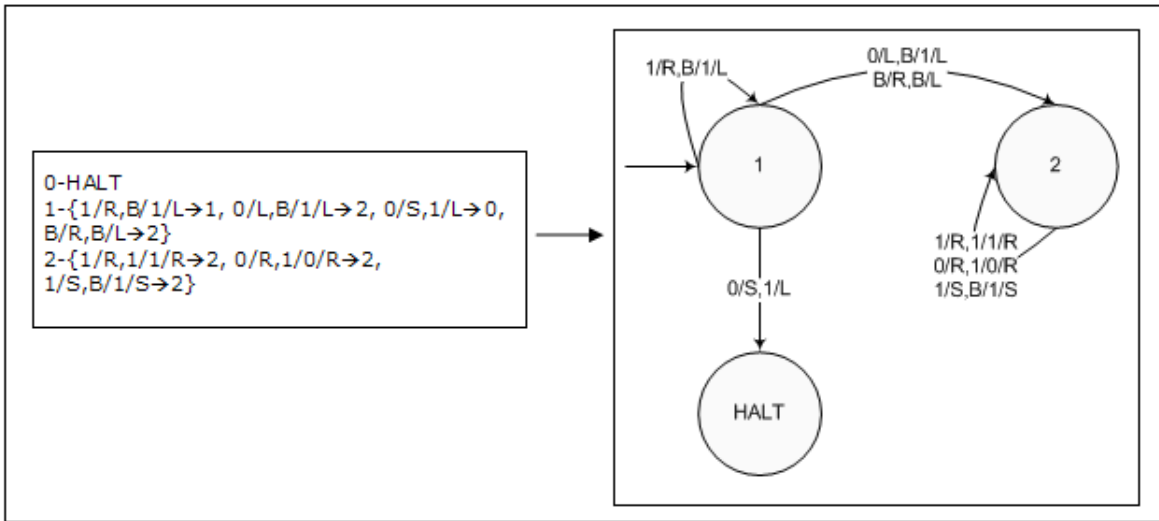 0-HALT
1-{1/R,B/1/L→1, 0/L,B/1/L→2, 0/S,1/L→0,
B/R,B/L→2}
2-{1/R,1/1/R→2, 0/R,1/0/R→2,
1/S,B/1/S→2}
1/R,B/1/L
0/L,B/1/L
B/R,B/L
1
2
1/R,1/1/R
0/R,1/0/R
1/S,B/1/S
0/S,1/L
HALT